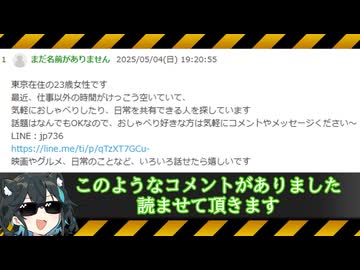 1 まだ名前がありません 2025/05/04(日) 19:20:55
東京在住の23歳女性です
最近、仕事以外の時間がけっこう空いていて、
気軽におしゃべりしたり、日常を共有できる人を探しています
話題はなんでもOKなので、おしゃべり好きな方は気軽にコメントやメッセージください〜
LINE：jp736
https://line.me/ti/p/qTzXT7GCu-
映画やグルメ、日常のことなど、いろいろ話せたら嬉しいです
このようなコメントがありました
読ませて頂きます